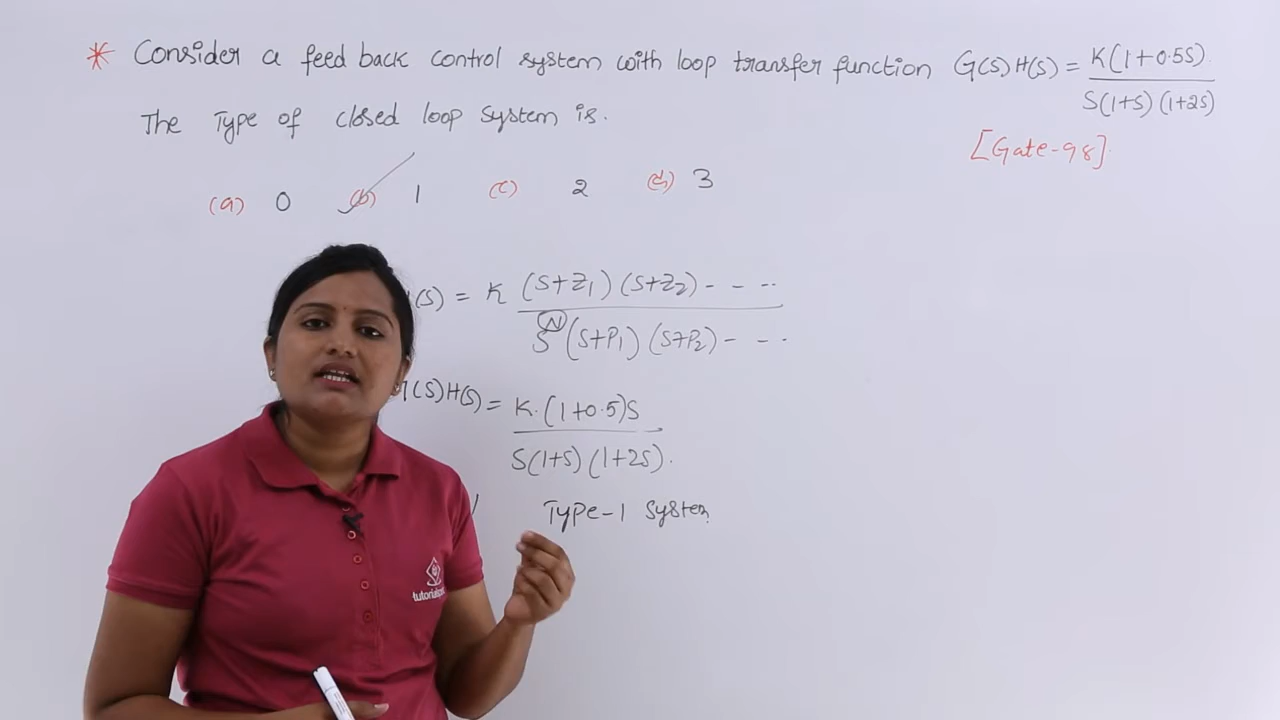 * Consider a feed back control system with loop transfer function G(S) H(S) = K(1+0.5S) / S(1+S) (1+2S)
The Type of closed loop system is.
[Gate-98].
(a) 0 (b) 1 (c) 2 (d) 3
(S) = K (S+Z1) (S+Z2) - - --
S^N (S+P1) (S+P2) - - --
(S)H(S) = K.(1+0.5)S
S(1+S) (1+2S).
Type-1 System
tutorials